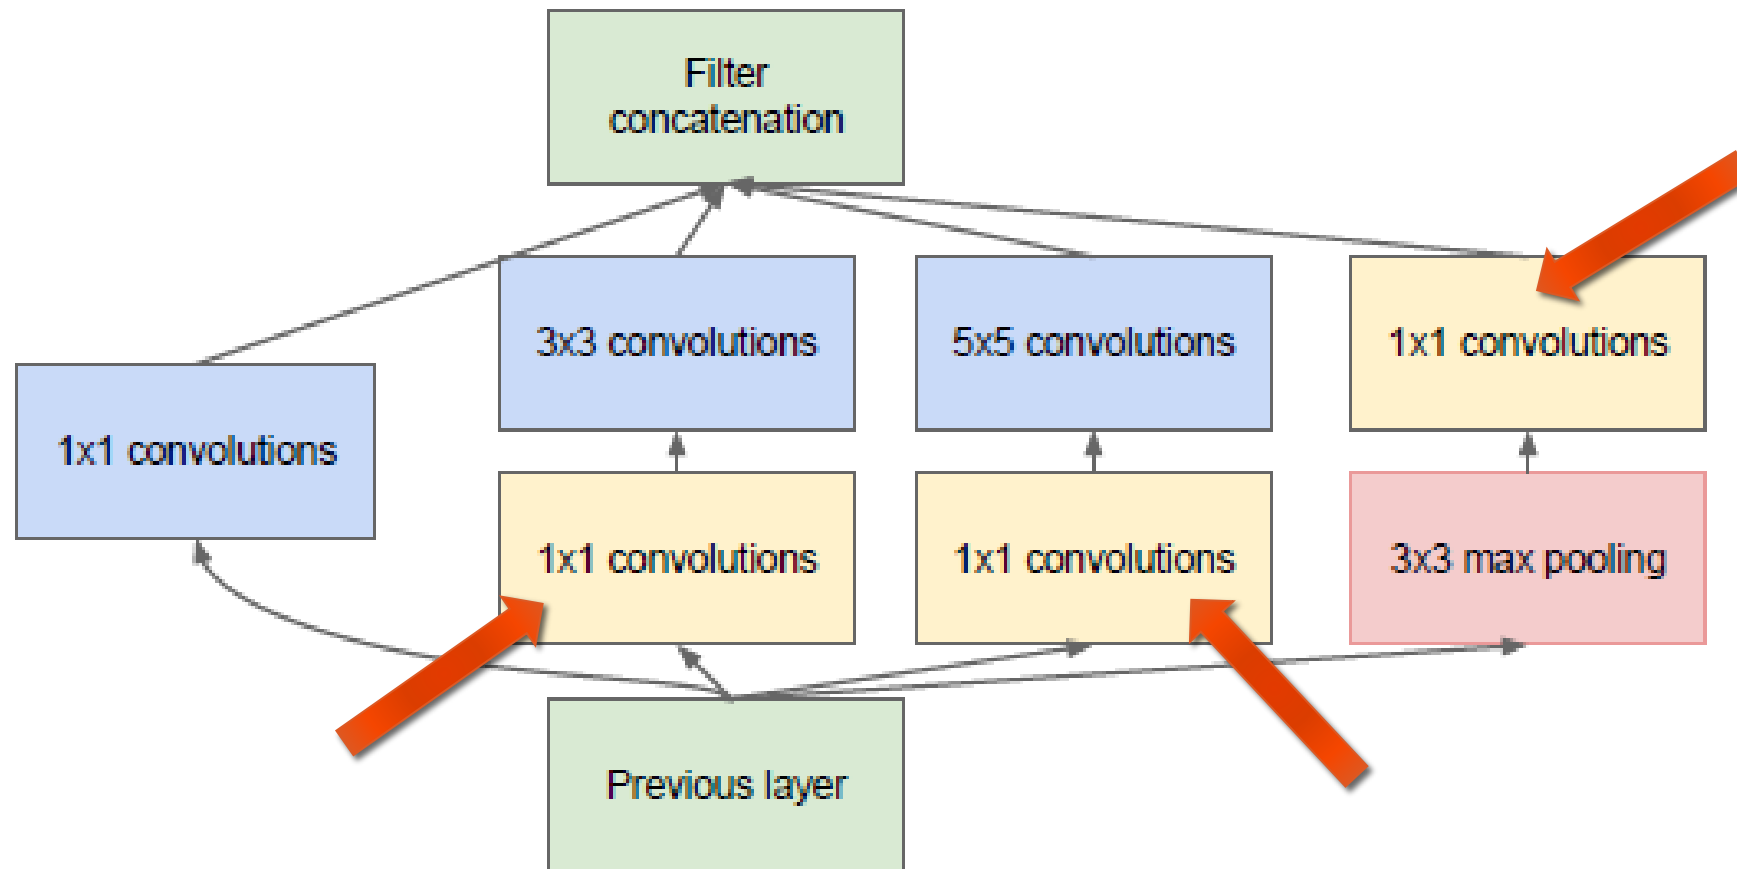 Filter
concatenation
3x3 convolutions
5x5 convolutions
1x1 convolutions
1x1 convolutions
1x1 convolutions
1x1 convolutions
3x3 max pooling
Previous layer